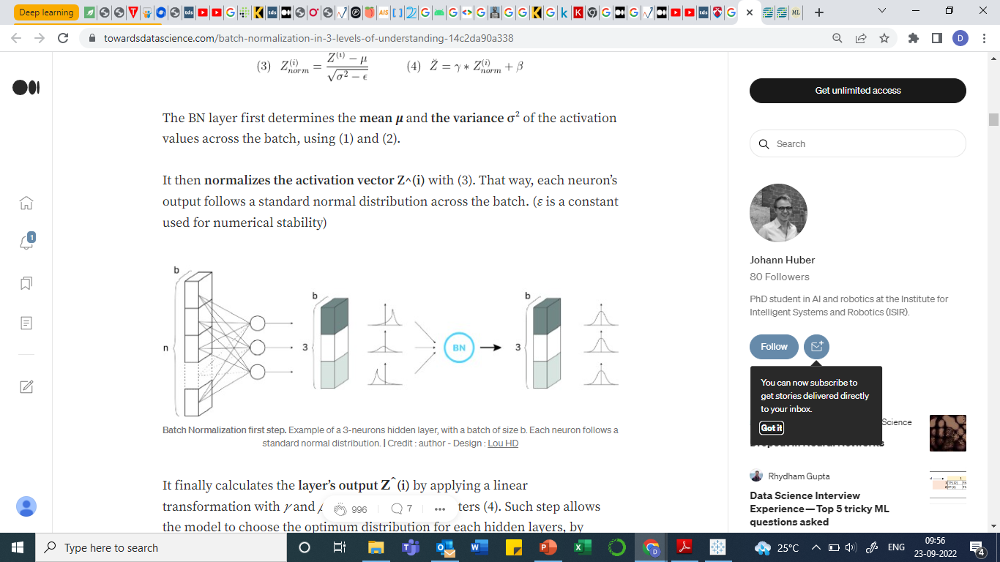 Deep learning
towardsdatascience.com/batch-normalization-in-3-levels-of-understanding-14c2da90a338
D
(3) Z_{norm}^{(i)} = \frac{Z^{(i)} - μ}{\sqrt{σ^2 - ϵ}} (4) Ž = γ ∗ Z_{norm}^{(i)} + β
The BN layer first determines the mean μ and the variance σ² of the activation
values across the batch, using (1) and (2).
It then normalizes the activation vector Z^(i) with (3). That way, each neuron's
output follows a standard normal distribution across the batch. (ε is a constant
used for numerical stability)
b
n
b
3
BN
b
3
Batch Normalization first step. Example of a 3-neurons hidden layer, with a batch of size b. Each neuron follows a
standard normal distribution. | Credit : author - Design : Lou HD
It finally calculates the layer's output Z^(i) by applying a linear
transformation with γ and
ters (4). Such step allows
the model to choose the optimum distribution for each hidden layers, by
996
7
1
Get unlimited access
Search
Johann Huber
80 Followers
PhD student in AI and robotics at the Institute for
Intelligent Systems and Robotics (ISIR).
Follow
You can now subscribe to
get stories delivered directly
to your inbox.
Got it
Science
Rhydham Gupta
Data Science Interview
Experience — Top 5 tricky ML
questions asked
Type here to search
25°C
ENG
09:56
23-09-2022
4